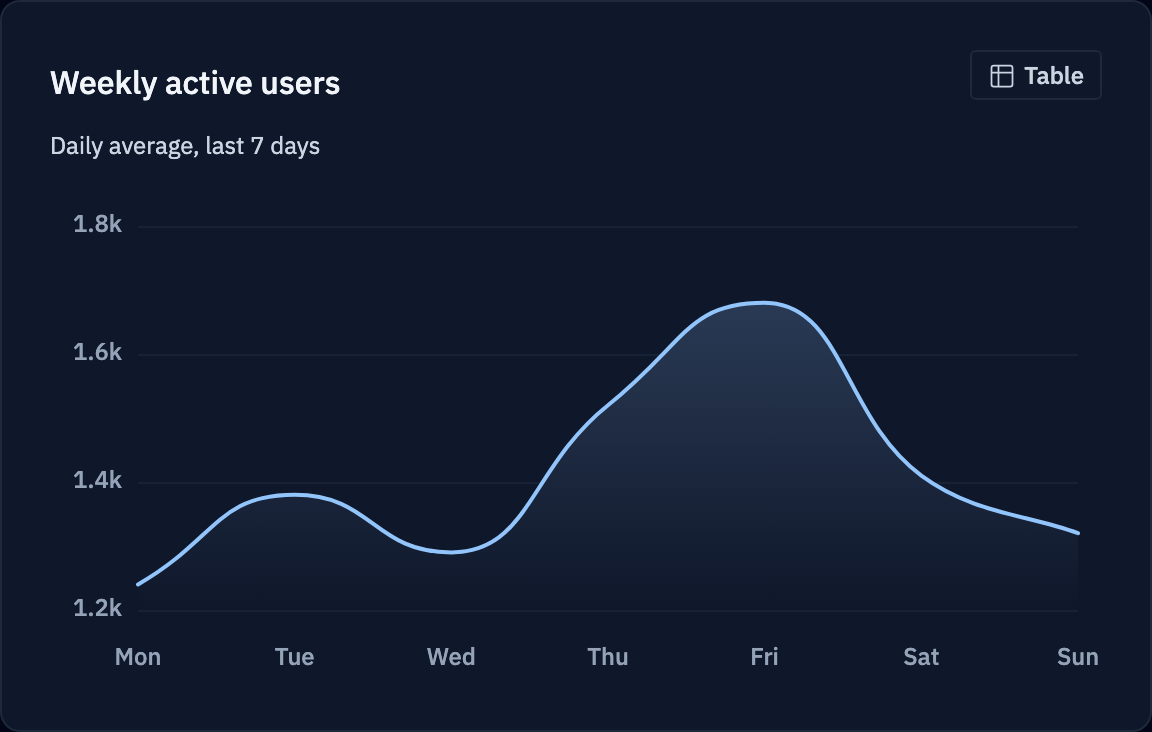 Weekly active users
Table
Daily average, last 7 days
1.8k
1.6k
1.4k
1.2k
Mon Tue Wed Thu Fri Sat Sun